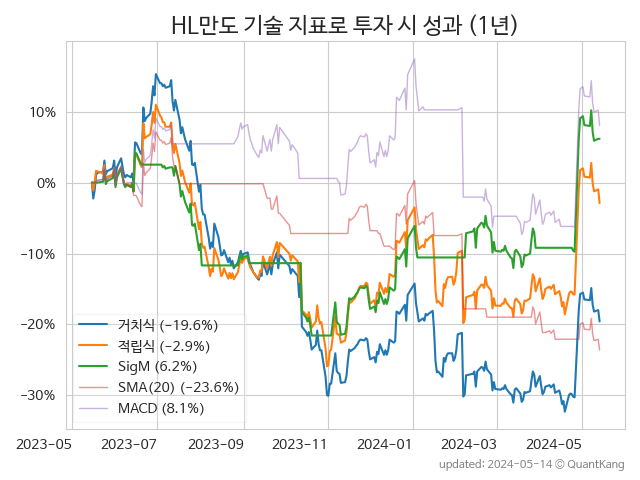 HL만도 기술 지표로 투자 시 성과 (1년)
10%
0%
−10%
−20%
−30%
거치식 (−19.6%)
적립식 (−2.9%)
SigM (6.2%)
SMA(20) (−23.6%)
MACD (8.1%)
2023−05
2023−07
2023−09
2023−11
2024−01
2024−03
2024−05
updated: 2024−05−14 © QuantKang